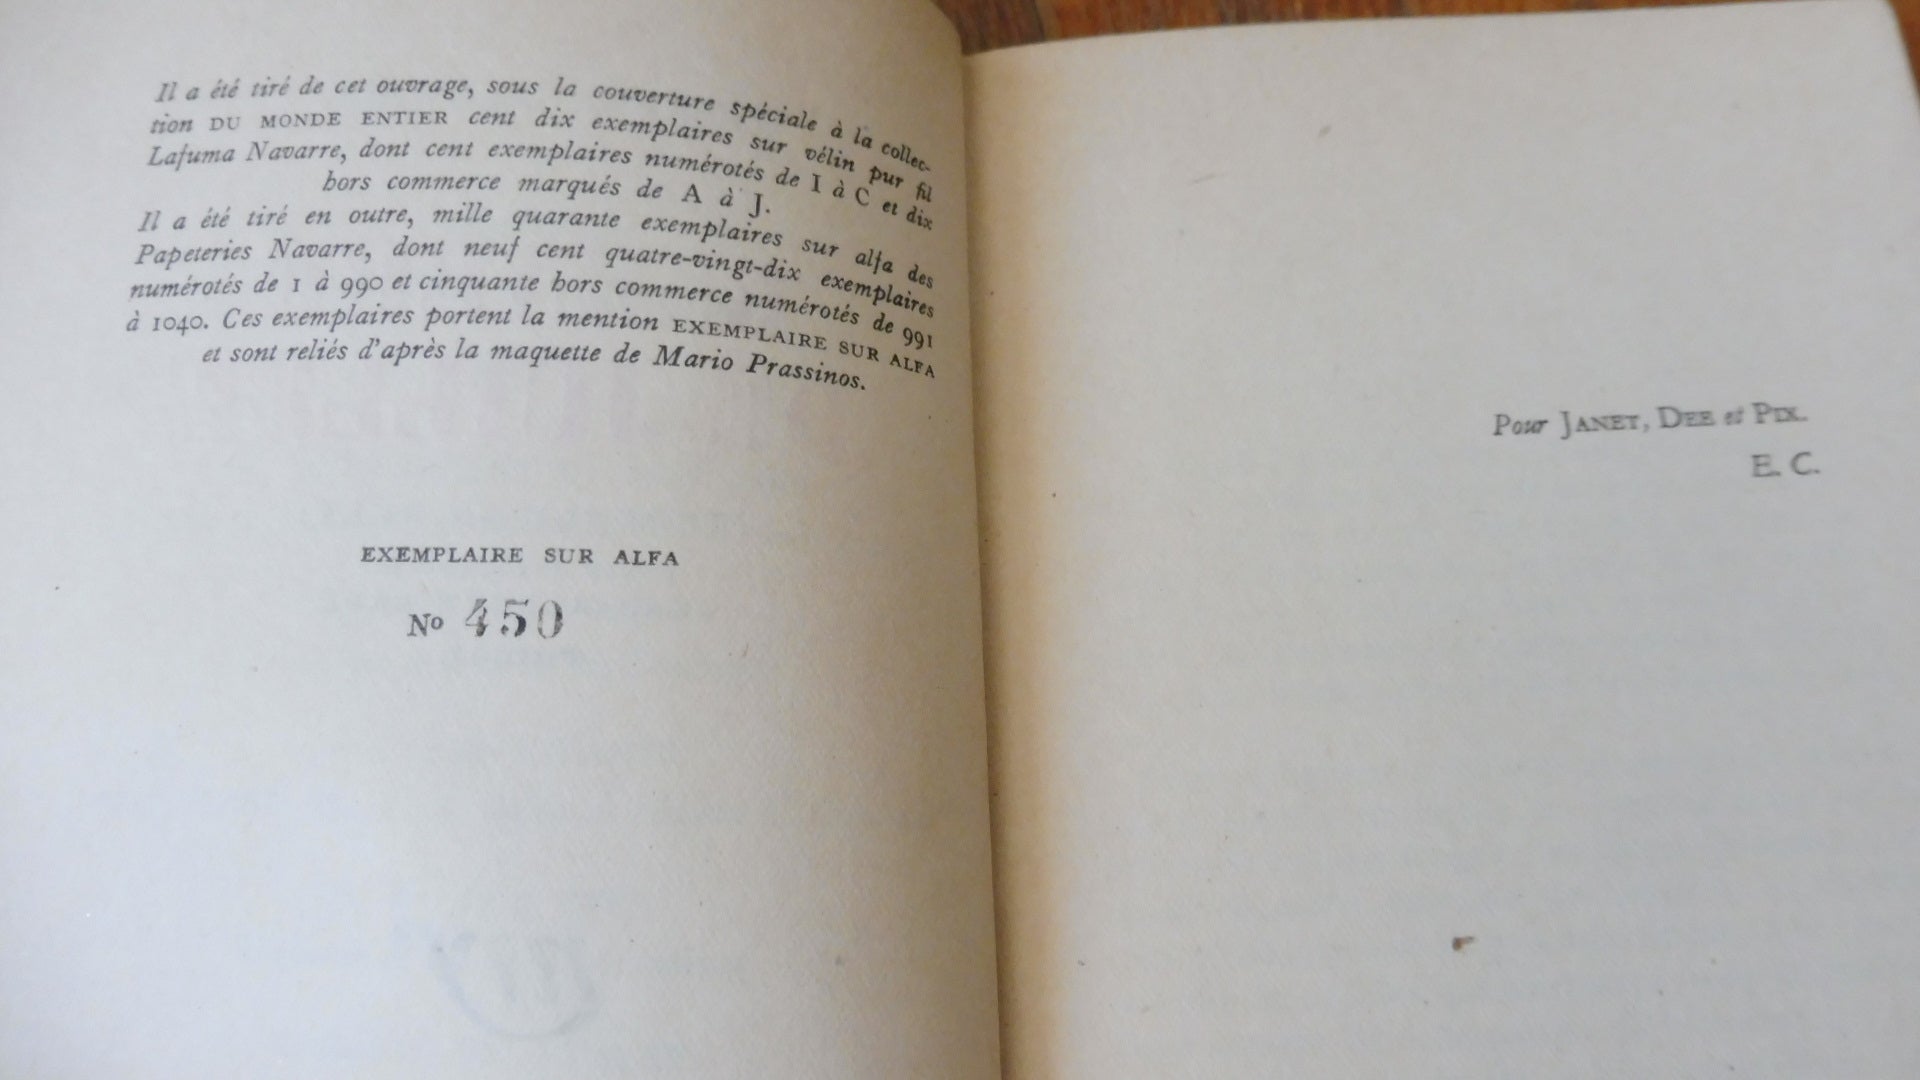 Il a été tiré de cet ouvrage, sous la couverture spéciale à la collec-
tion DU MONDE ENTIER cent dix exemplaires sur vélin pur fil
Lafuma Navarre, dont cent exemplaires numérotés de I à C et dix
hors commerce marqués de A à J.
Il a été tiré en outre, mille quarante exemplaires sur alfa des
Papeteries Navarre, dont neuf cent quatre-vingt-dix exemplaires
numérotés de 1 à 990 et cinquante hors commerce numérotés de 991
à 1040. Ces exemplaires portent la mention EXEMPLAIRE SUR ALFA
et sont reliés d'après la maquette de Mario Prassinos.
EXEMPLAIRE SUR ALFA
No 450
Pour JANET, DEE et PIX.
E. C.